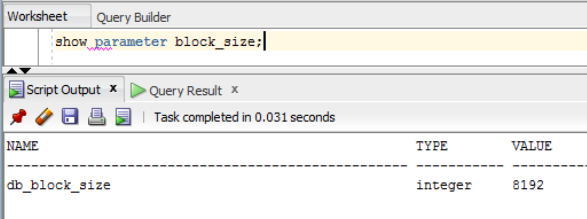 Worksheet Query Builder
show parameter block_size;
Script Output x Query Result x
Task completed in 0.031 seconds
NAME TYPE VALUE
db_block_size integer 8192